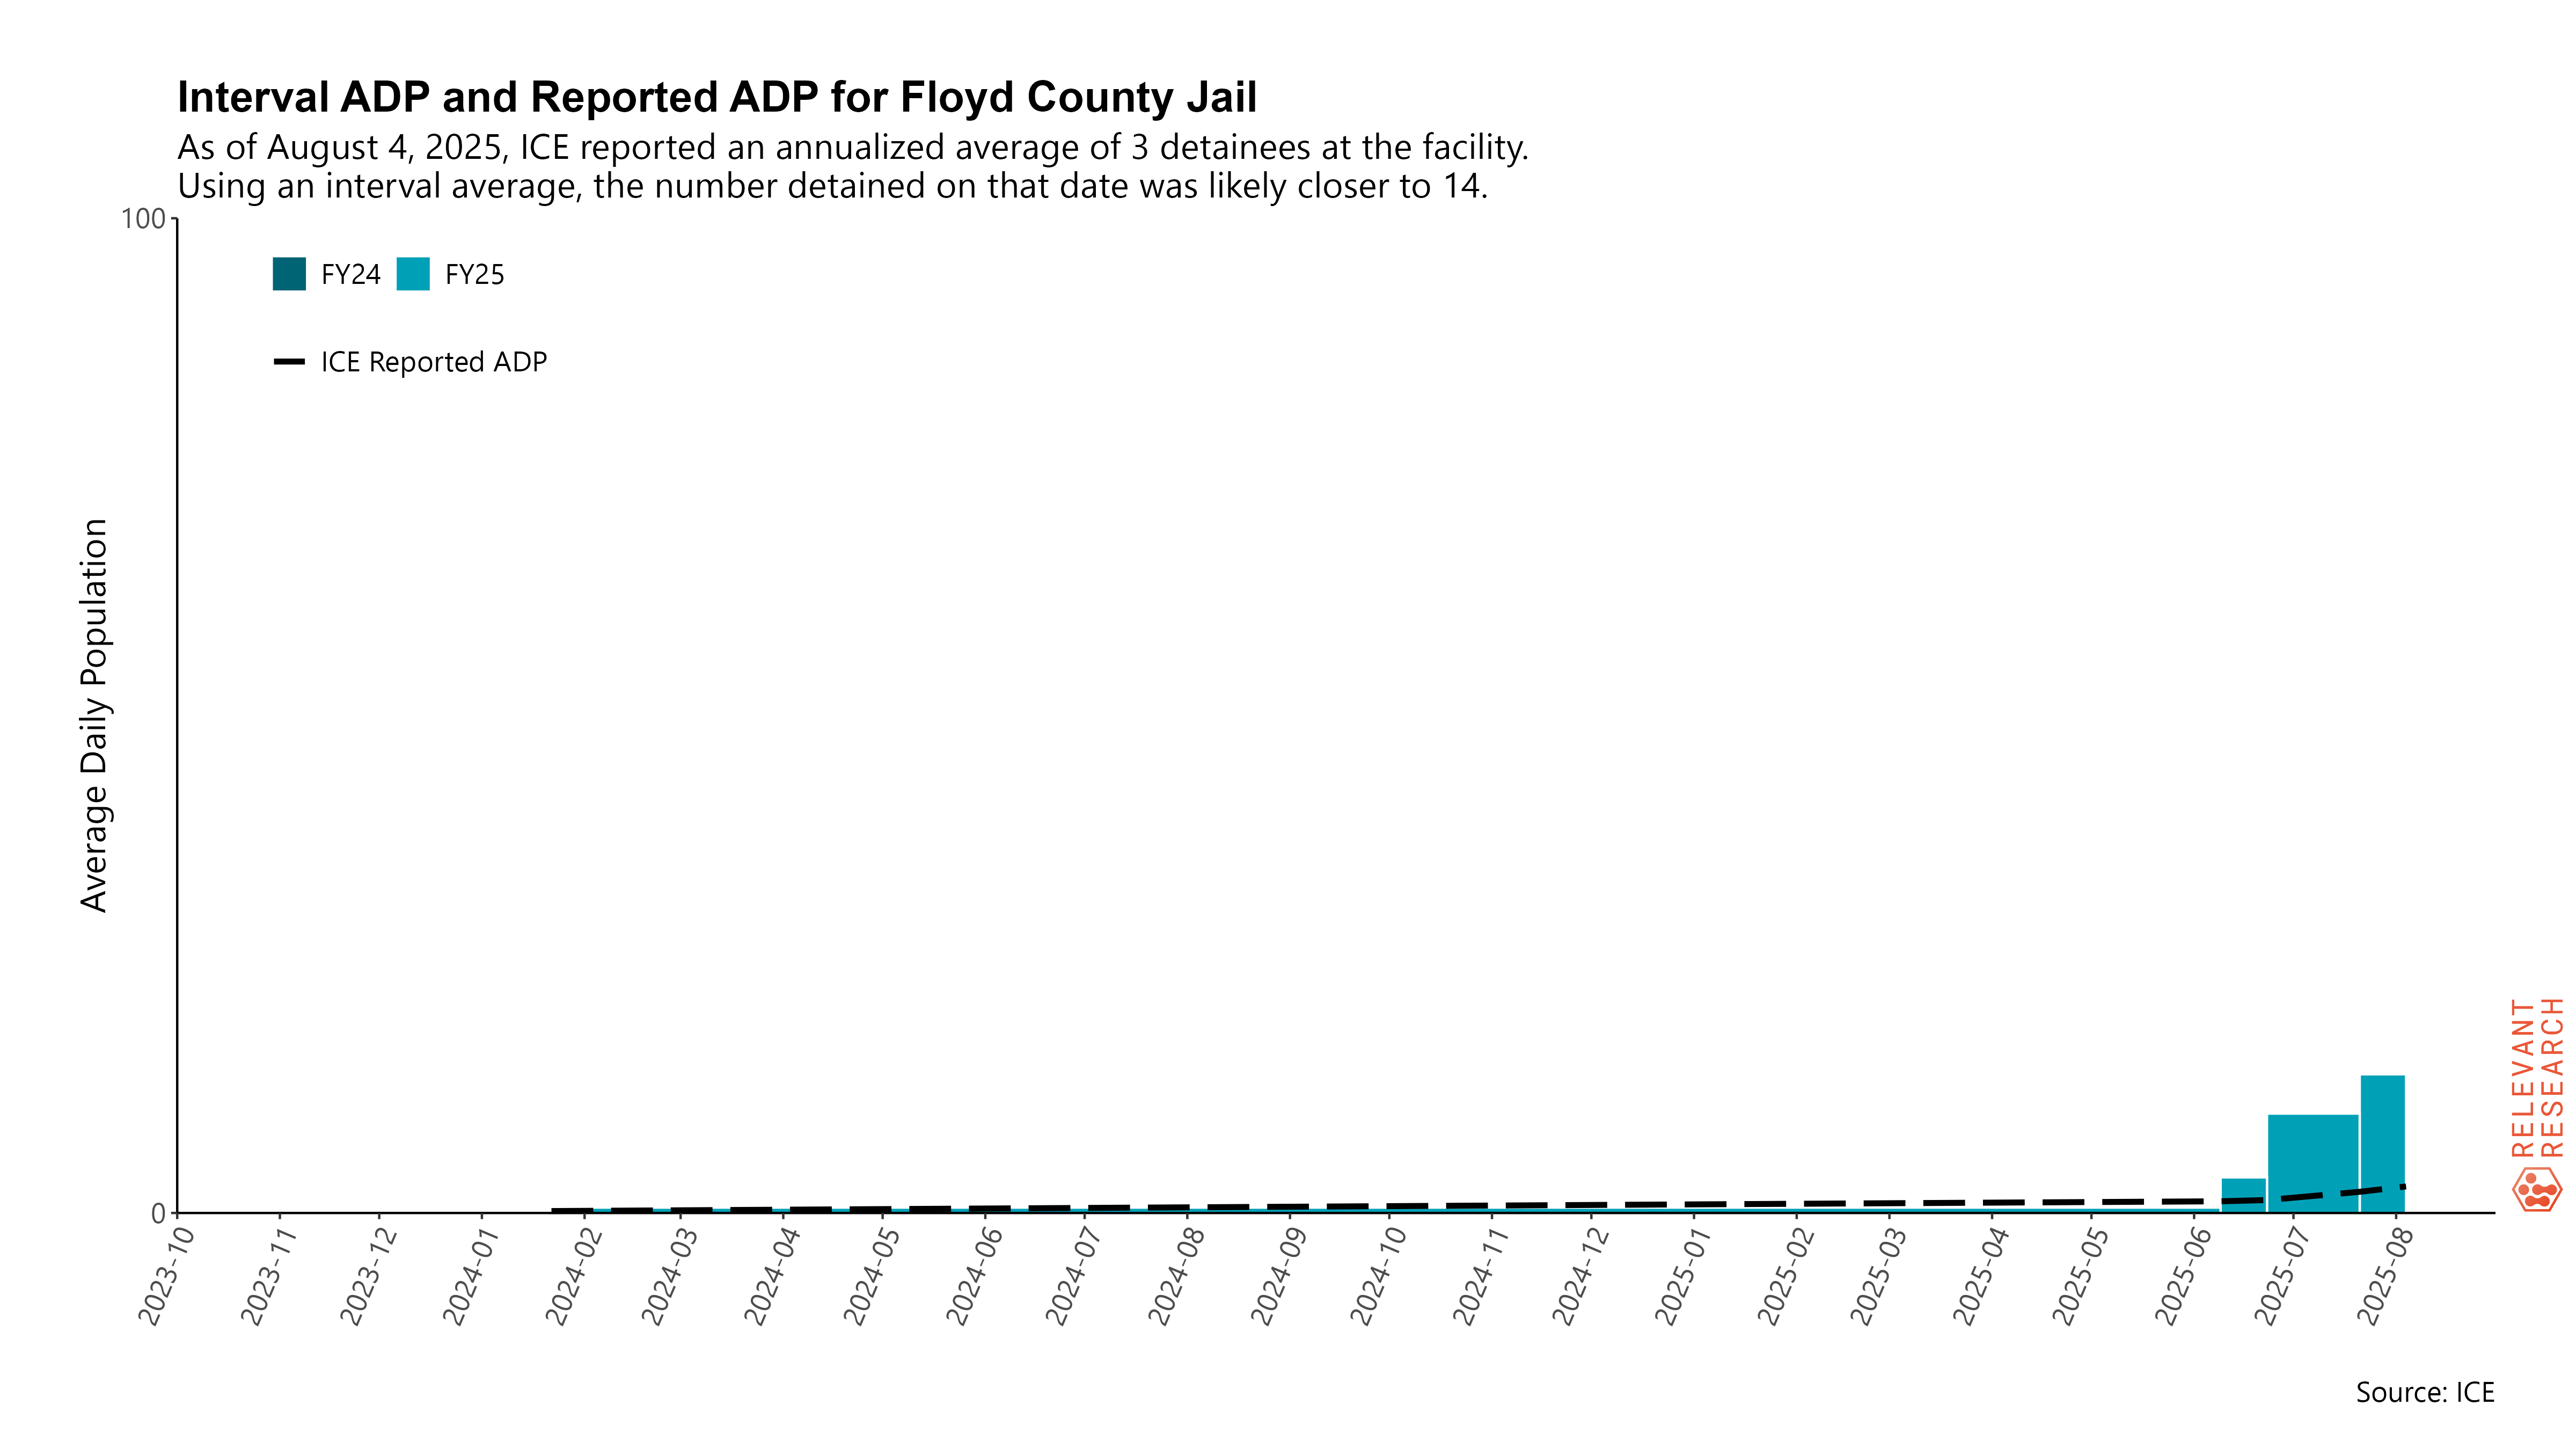 Interval ADP and Reported ADP for Floyd County Jail
As of August 4, 2025, ICE reported an annualized average of 3 detainees at the facility.
Using an interval average, the number detained on that date was likely closer to 14.
100
FY24 FY25
ICE Reported ADP
Average Daily Population
0
2023-10
2023-11
2023-12
2024-01
2024-02
2024-03
2024-04
2024-05
2024-06
2024-07
2024-08
2024-09
2024-10
2024-11
2024-12
2025-01
2025-02
2025-03
2025-04
2025-05
2025-06
2025-07
2025-08
RELEVANT
RESEARCH
Source: ICE